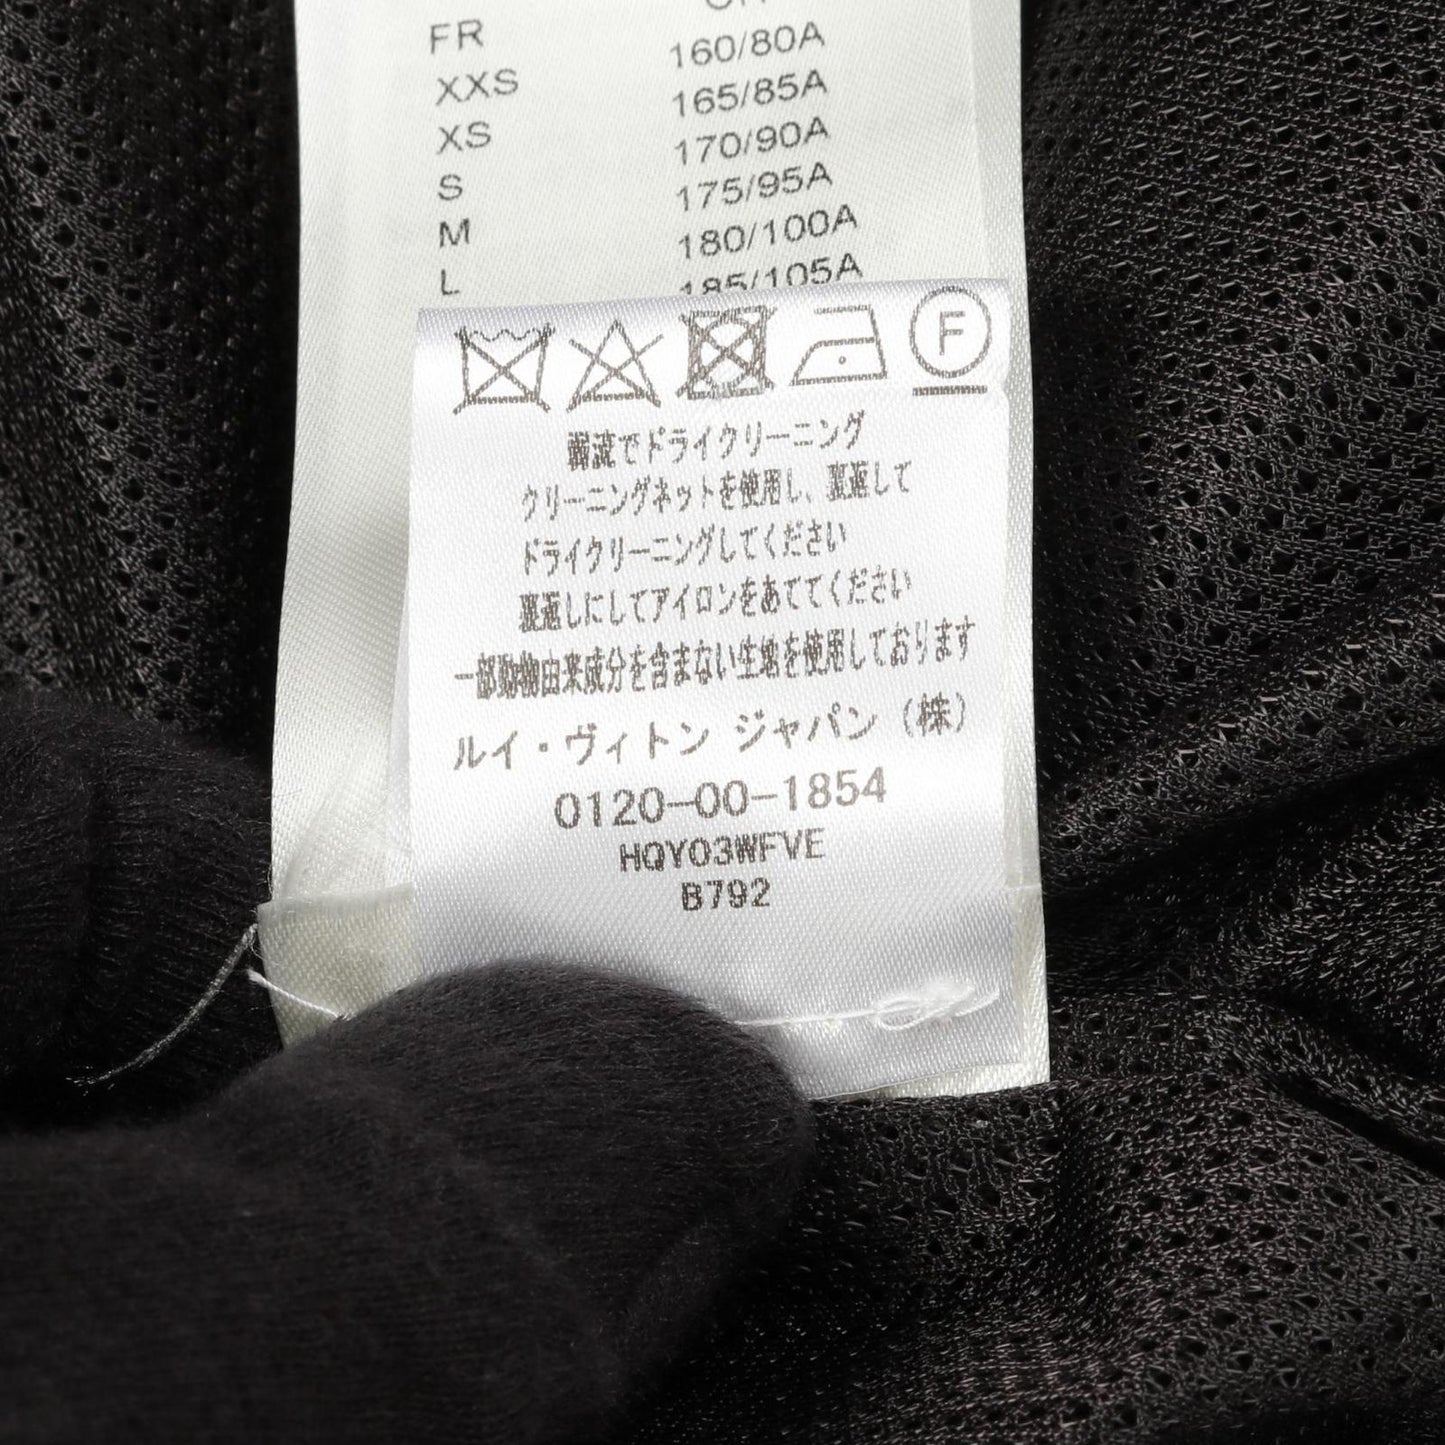 FR
XXS 160/80A
XS 165/85A
S 170/90A
M 175/95A
L 180/100A
185/105A
F
弱流でドライクリーニング
クリーニングネットを使用し、裏返して
ドライクリーニングしてください
裏返しにしてアイロンをあててください
一部動物由来成分を含まない生地を使用しております
ルイ・ヴィトン ジャパン（株）
0120-00-1854
HQY03WFVE
B792